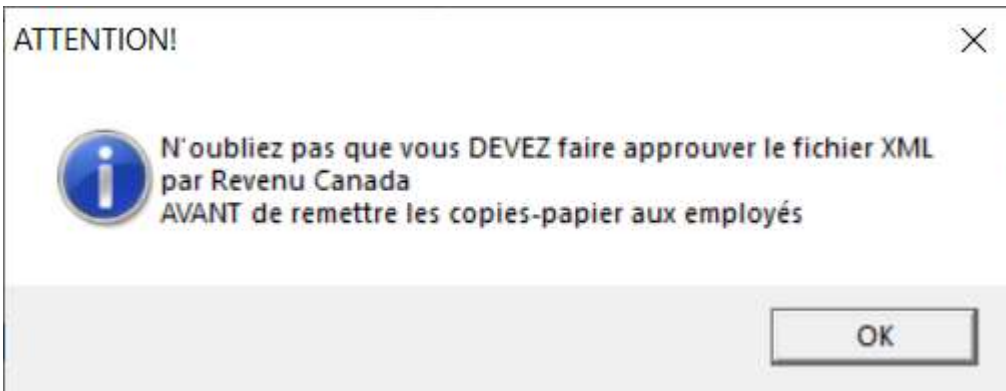 ATTENTION!
N'oubliez pas que vous DEVEZ faire approuver le fichier XML
par Revenu Canada
AVANT de remettre les copies-papier aux employés
OK